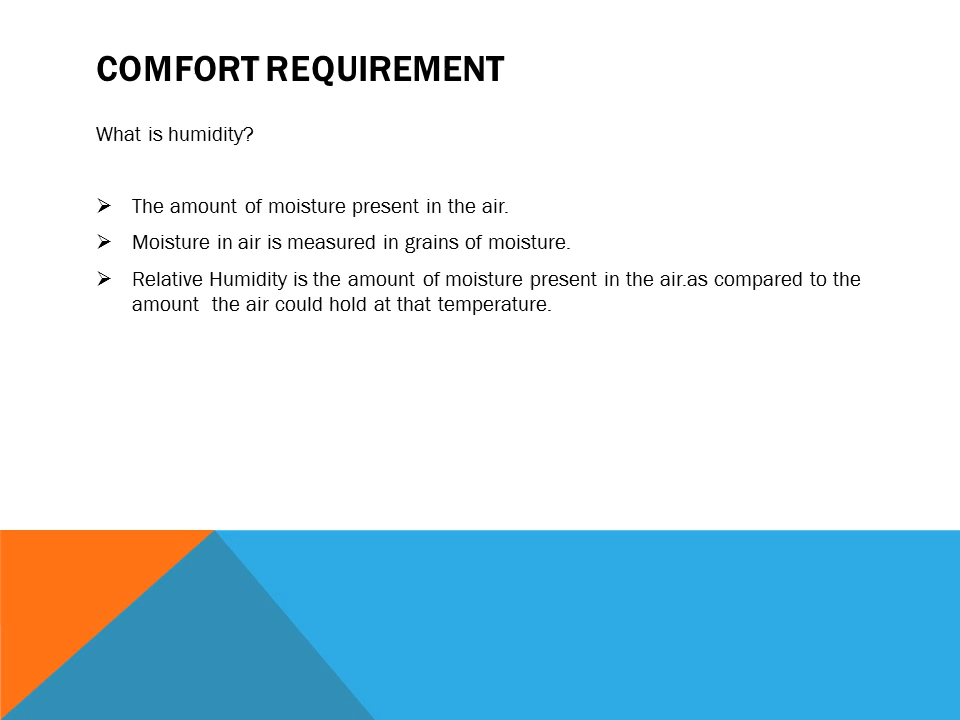 COMFORT REQUIREMENT
What is humidity?
➢ The amount of moisture present in the air.
➢ Moisture in air is measured in grains of moisture.
➢ Relative Humidity is the amount of moisture present in the air.as compared to the
amount  the air could hold at that temperature.